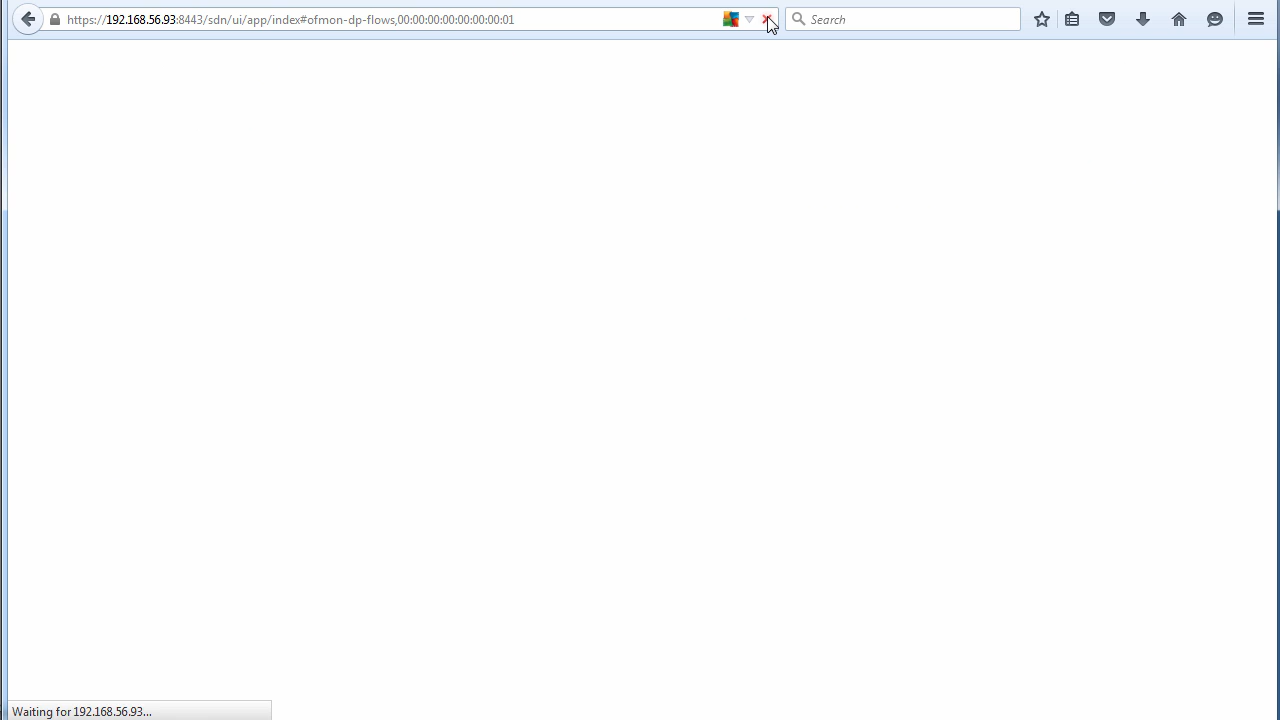 https://192.168.56.93:8443/sdn/ui/app/index#ofmon-dp-flows,00:00:00:00:00:00:00:01
Search
Waiting for 192.168.56.93...